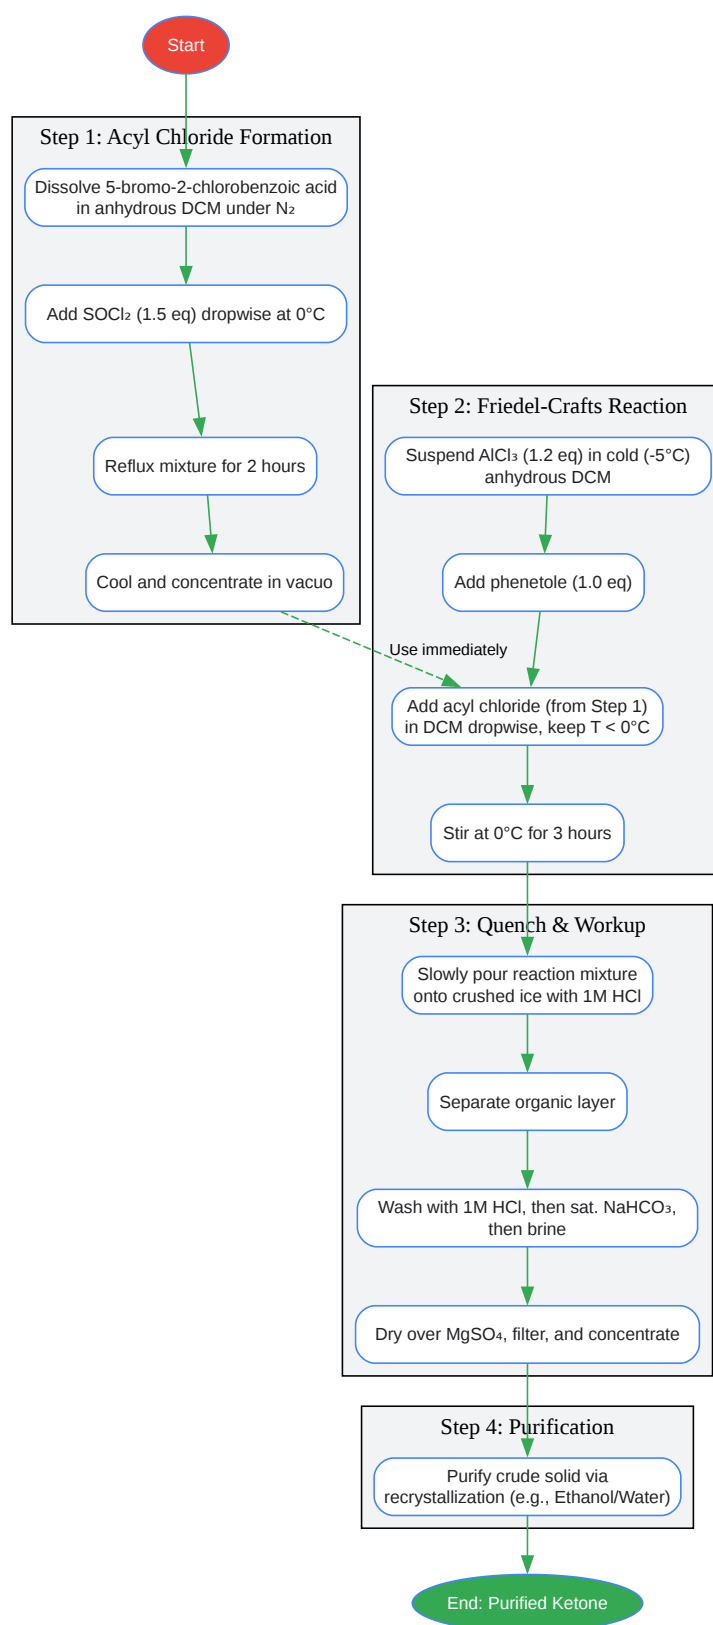 Start
Step 1: Acyl Chloride Formation
Dissolve 5-bromo-2-chlorobenzoic acid
in anhydrous DCM under N₂
Add SOCl₂ (1.5 eq) dropwise at 0°C
Reflux mixture for 2 hours
Cool and concentrate in vacuo
Use immediately
Step 2: Friedel-Crafts Reaction
Suspend AlCl₃ (1.2 eq) in cold (-5°C)
anhydrous DCM
Add phenetole (1.0 eq)
Add acyl chloride (from Step 1)
in DCM dropwise, keep T < 0°C
Stir at 0°C for 3 hours
Step 3: Quench & Workup
Slowly pour reaction mixture
onto crushed ice with 1M HCl
Separate organic layer
Wash with 1M HCl, then sat. NaHCO₃,
then brine
Dry over MgSO₄, filter, and concentrate
Step 4: Purification
Purify crude solid via
recrystallization (e.g., Ethanol/Water)
End: Purified Ketone